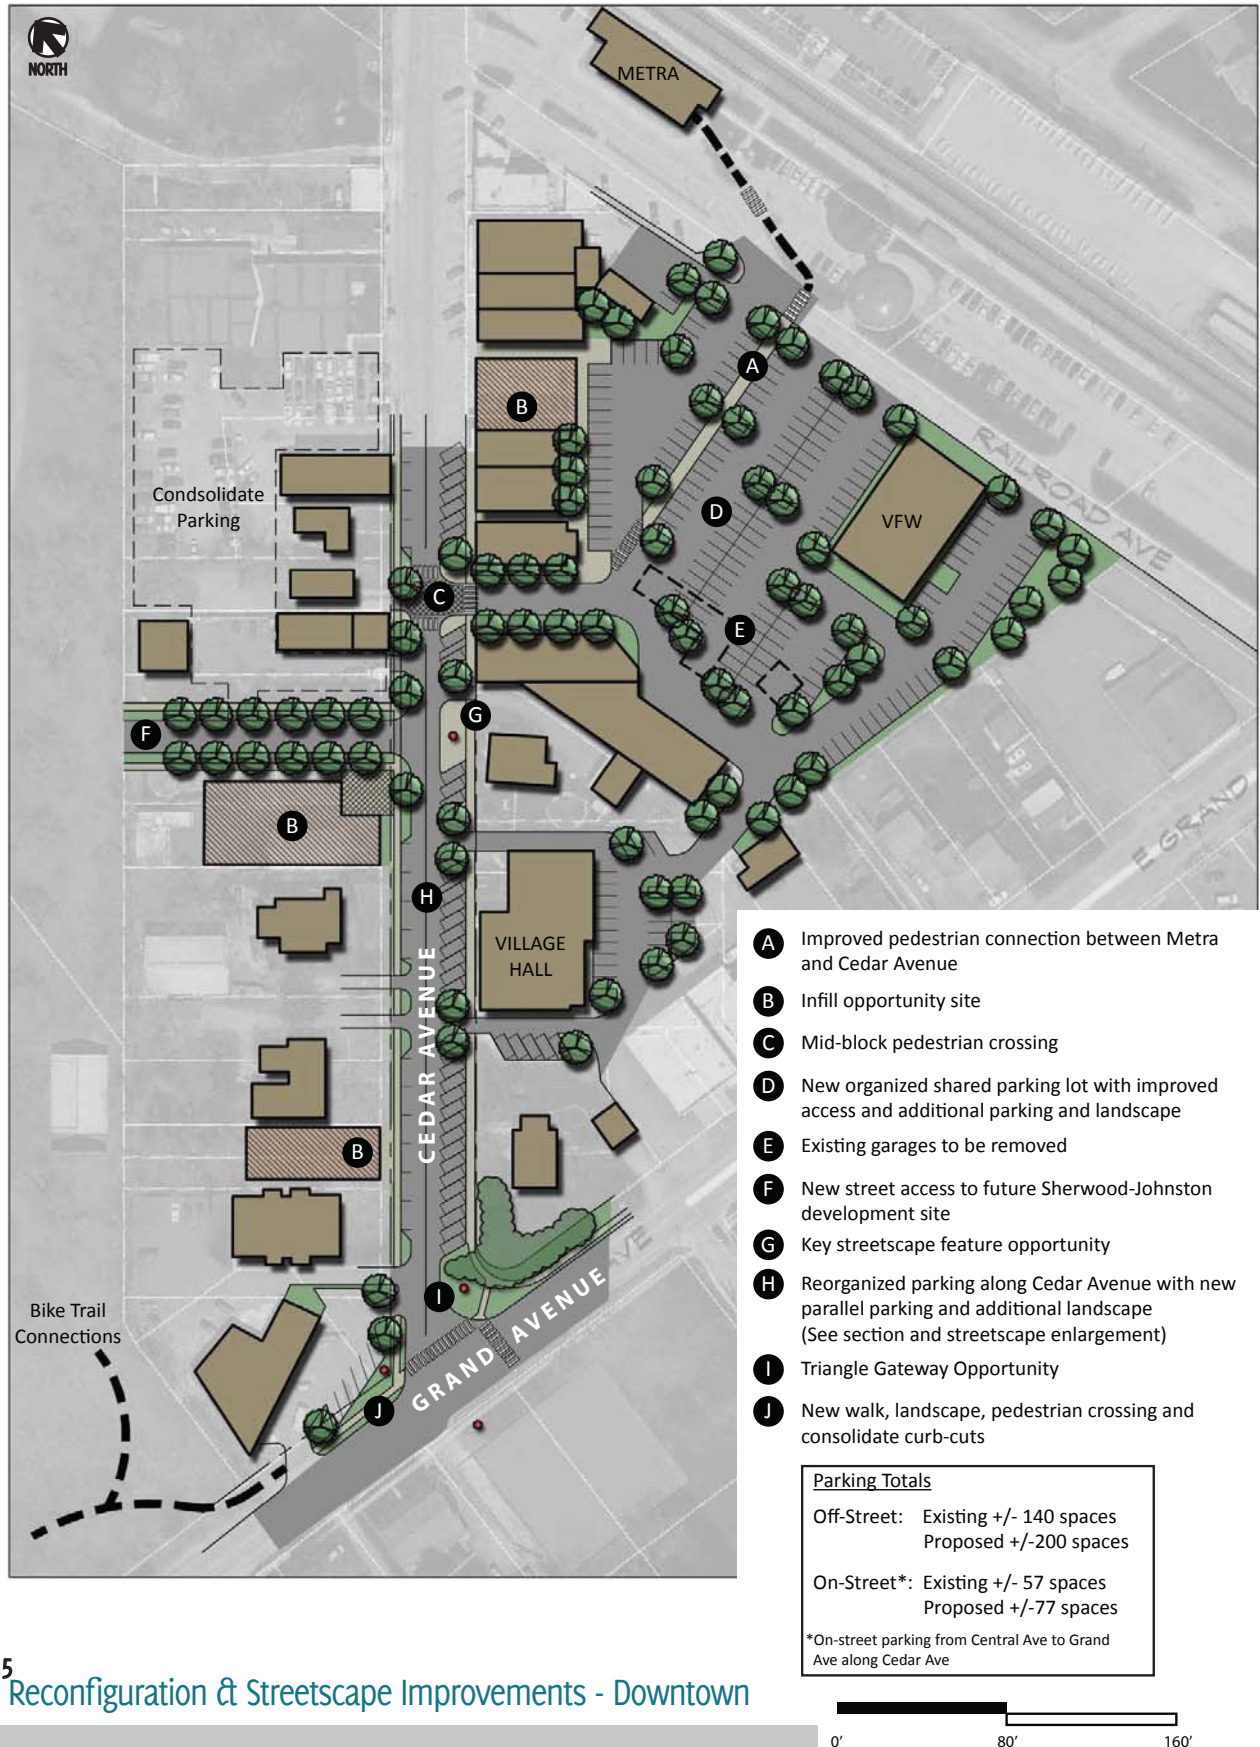 NORTH
METRA
A
B
Condsolidate
Parking
D
VFW
RAILROAD AVE
C
E
G
F
B
E GRAND
H
VILLAGE
HALL
CEDAR AVENUE
B
AVE
I
GRAND AVENUE
Bike Trail
Connections
J
A Improved pedestrian connection between Metra
and Cedar Avenue
B Infill opportunity site
C Mid-block pedestrian crossing
D New organized shared parking lot with improved
access and additional parking and landscape
E Existing garages to be removed
F New street access to future Sherwood-Johnston
development site
G Key streetscape feature opportunity
H Reorganized parking along Cedar Avenue with new
parallel parking and additional landscape
(See section and streetscape enlargement)
I Triangle Gateway Opportunity
J New walk, landscape, pedestrian crossing and
consolidate curb-cuts
Parking Totals
Off-Street: Existing +/- 140 spaces
Proposed +/-200 spaces
On-Street*: Existing +/- 57 spaces
Proposed +/-77 spaces
*On-street parking from Central Ave to Grand
Ave along Cedar Ave
5
Reconfiguration & Streetscape Improvements - Downtown
0' 80' 160'